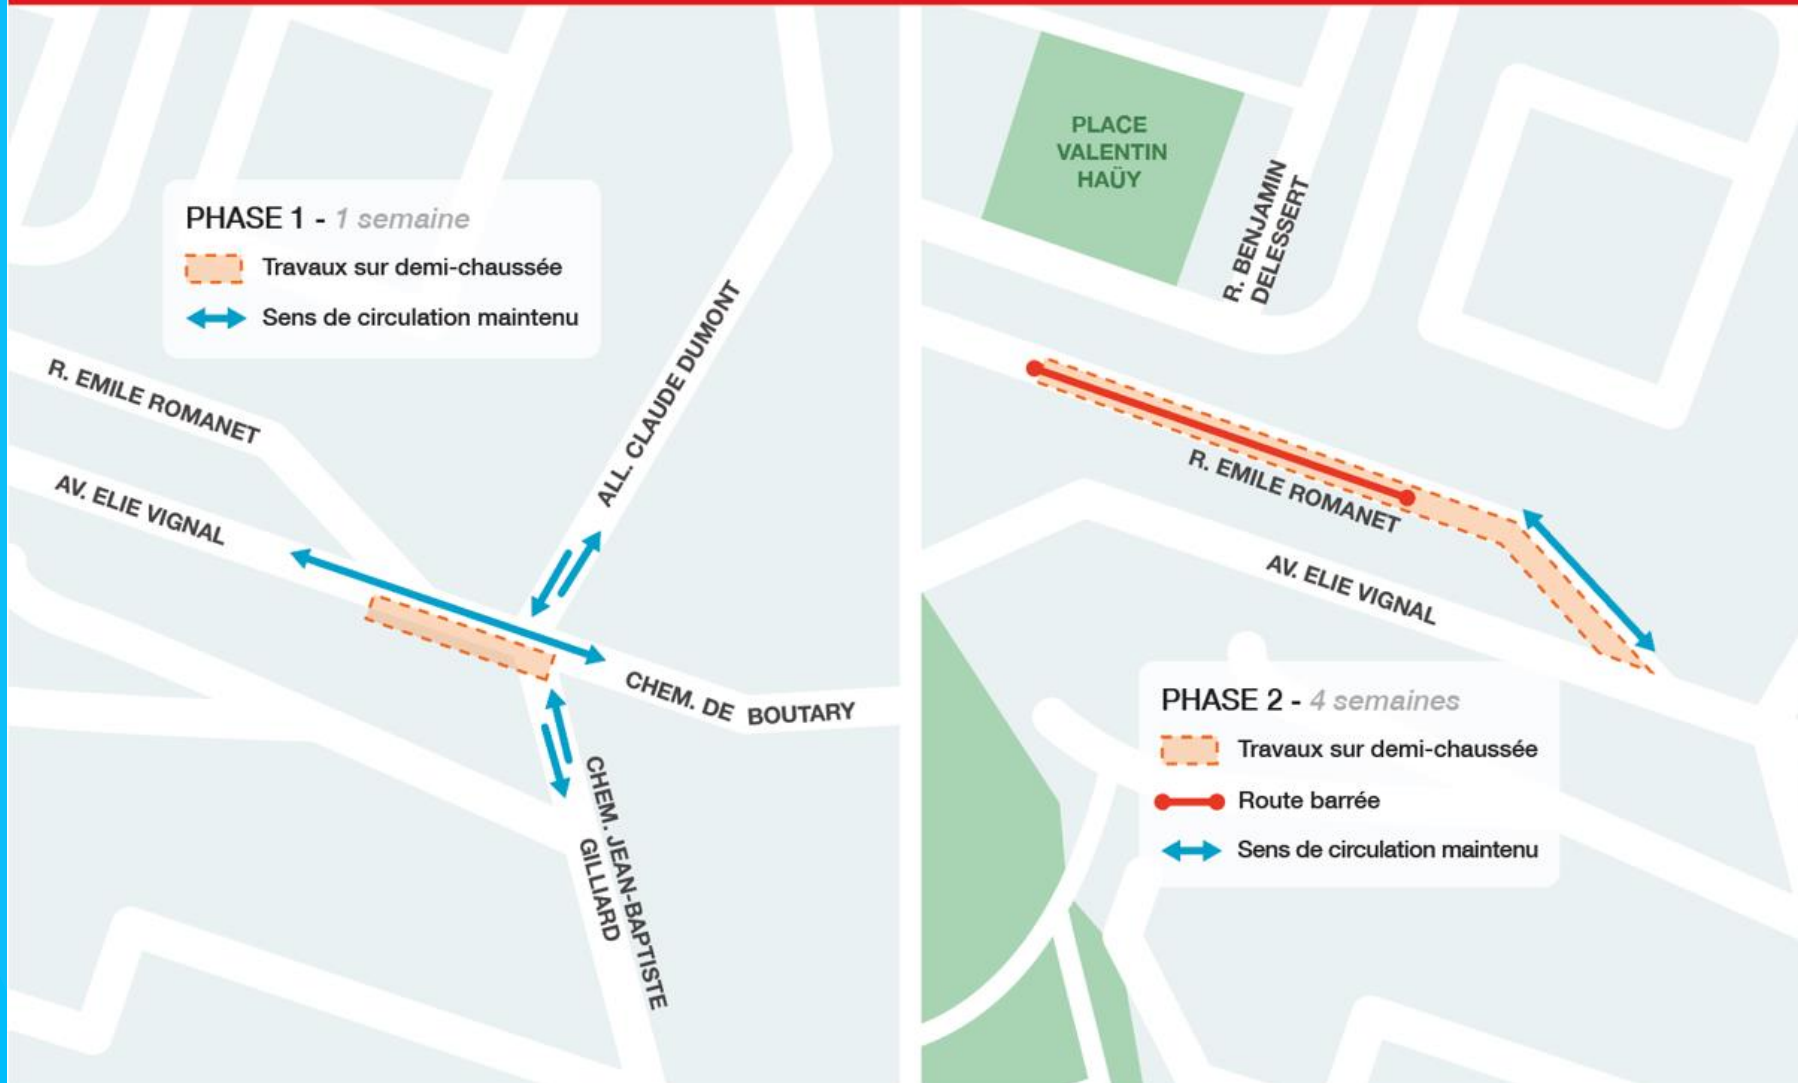 PHASE 1 - 1 semaine
Travaux sur demi-chaussée
Sens de circulation maintenu
R. EMILE ROMANET
AV. ELIE VIGNAL
ALL. CLAUDE DUMONT
CHEM. DE BOUTARY
CHEM. JEAN-BAPTISTE
GILLIARD
PLACE
VALENTIN
HAÜY
R. BENJAMIN
DELESSERT
R. EMILE ROMANET
AV. ELIE VIGNAL
PHASE 2 - 4 semaines
Travaux sur demi-chaussée
Route barrée
Sens de circulation maintenu